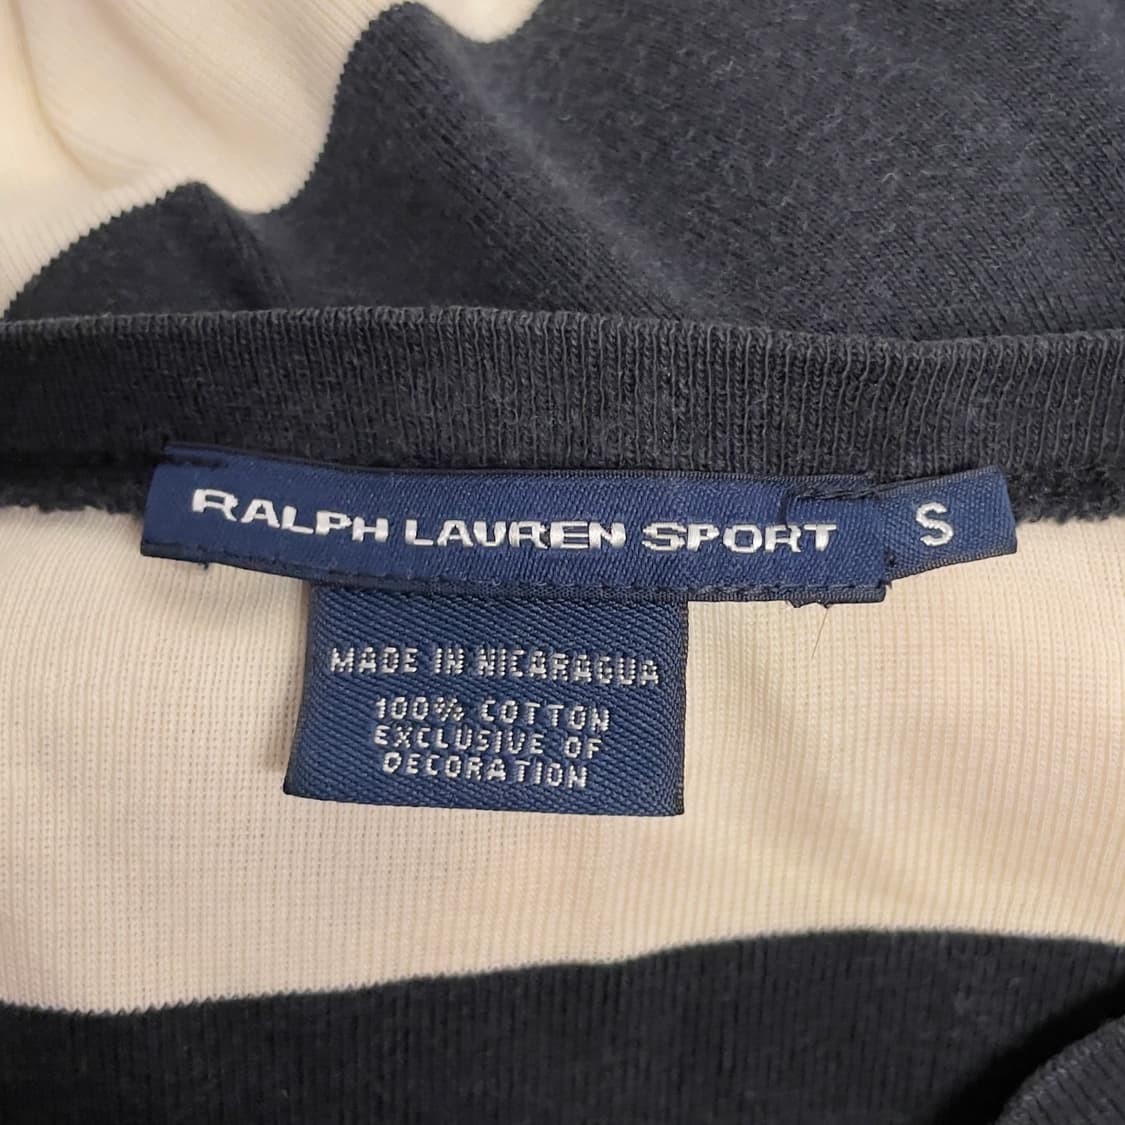 RALPH LAUREN SPORT S
MADE IN NICARAGUA
100% COTTON
EXCLUSIVE OF
DECORATION